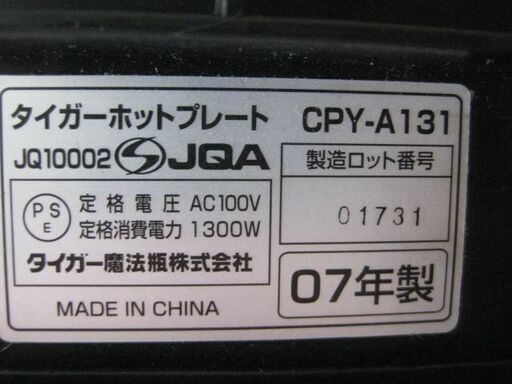 タイガーホットプレート CPY-A131
JQ10002 JQA 製造ロット番号
01731
PS E 定格電圧 AC100V
定格消費電力 1300W
タイガー魔法瓶株式会社
07年製
MADE IN CHINA